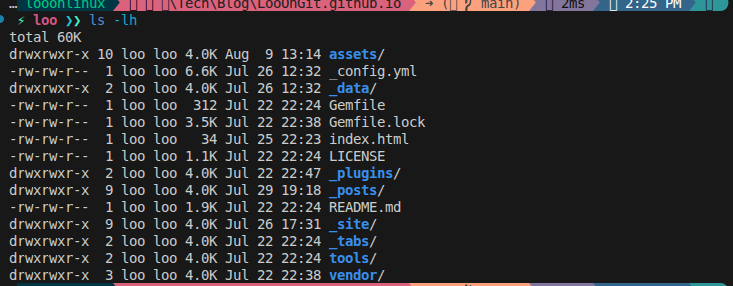 … looonlinux \Tech\Blog\LooOnGit.github.io → ( ? main) 2ms 2:25 PM
⚡ loo ❯❯ ls -lh
total 60K
drwxrwxr-x 10 loo loo 4.0K Aug  9 13:14 assets/
-rw-rw-r--  1 loo loo 6.6K Jul 26 12:32 _config.yml
drwxrwxr-x  2 loo loo 4.0K Jul 26 12:32 _data/
-rw-rw-r--  1 loo loo  312 Jul 22 22:24 Gemfile
-rw-rw-r--  1 loo loo 3.5K Jul 22 22:38 Gemfile.lock
-rw-rw-r--  1 loo loo   34 Jul 25 22:23 index.html
-rw-rw-r--  1 loo loo 1.1K Jul 22 22:24 LICENSE
drwxrwxr-x  2 loo loo 4.0K Jul 22 22:47 _plugins/
drwxrwxr-x  9 loo loo 4.0K Jul 29 19:18 _posts/
-rw-rw-r--  1 loo loo 1.9K Jul 22 22:24 README.md
drwxrwxr-x  9 loo loo 4.0K Jul 26 17:31 _site/
drwxrwxr-x  2 loo loo 4.0K Jul 22 22:24 _tabs/
drwxrwxr-x  2 loo loo 4.0K Jul 22 22:24 tools/
drwxrwxr-x  3 loo loo 4.0K Jul 22 22:38 vendor/